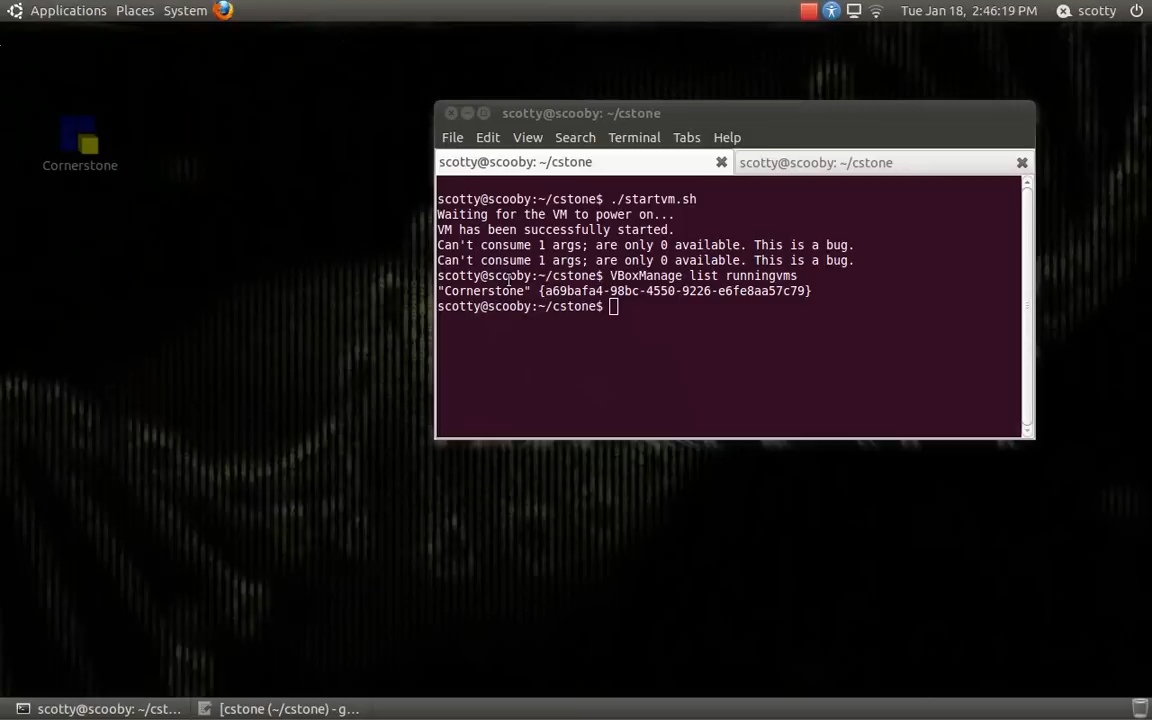 Applications Places System Tue Jan 18, 2:46:19 PM scotty
Cornerstone
scotty@scooby: ~/cstone
File Edit View Search Terminal Tabs Help
scotty@scooby: ~/cstone scotty@scooby: ~/cstone
scotty@scooby:~/cstone$ ./startvm.sh
Waiting for the VM to power on...
VM has been successfully started.
Can't consume 1 args; are only 0 available. This is a bug.
Can't consume 1 args; are only 0 available. This is a bug.
scotty@scooby:~/cstone$ VBoxManage list runningvms
"Cornerstone" {a69bafa4-98bc-4550-9226-e6fe8aa57c79}
scotty@scooby:~/cstone$
scotty@scooby: ~/cst... [cstone (~/cstone) - g...